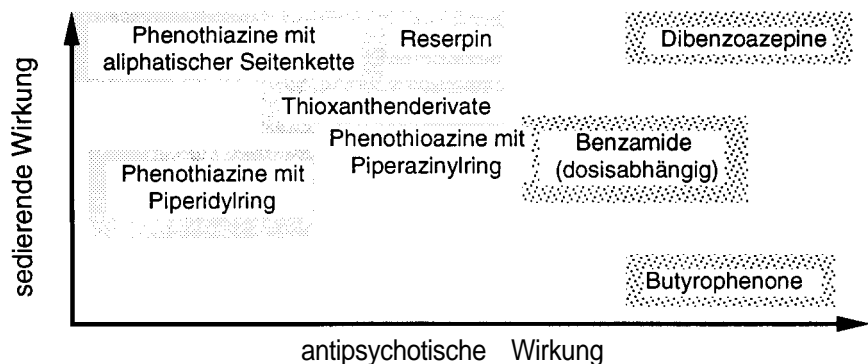 sedierende Wirkung
Phenothiazine mit
aliphatischer Seitenkette
Reserpin
Dibenzoazepine
Thioxanthenderivate
Phenothioazine mit
Piperazinylring
Benzamide
(dosisabhängig)
Phenothiazine mit
Piperidylring
Butyrophenone
antipsychotische Wirkung